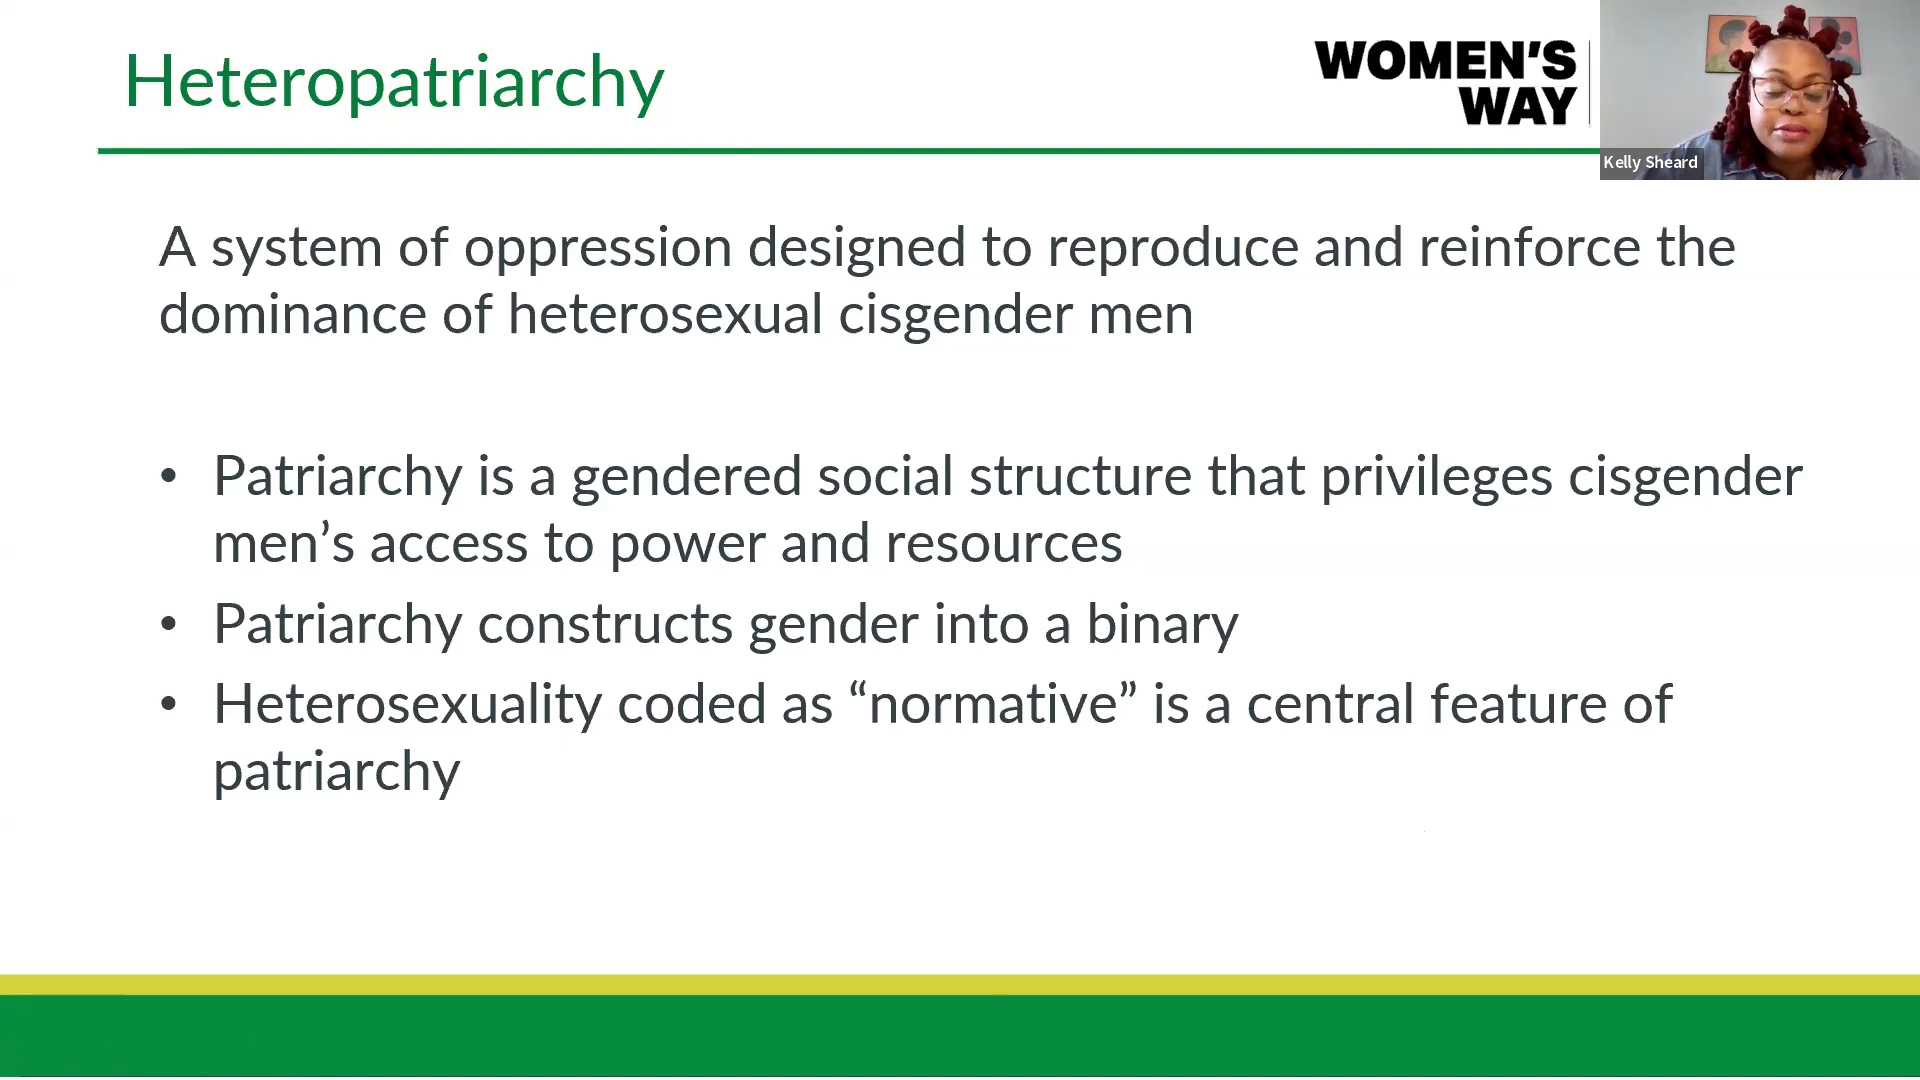 Heteropatriarchy
WOMEN’S
WAY
Kelly Sheard
A system of oppression designed to reproduce and reinforce the
dominance of heterosexual cisgender men
• Patriarchy is a gendered social structure that privileges cisgender
men’s access to power and resources
• Patriarchy constructs gender into a binary
• Heterosexuality coded as “normative” is a central feature of
patriarchy